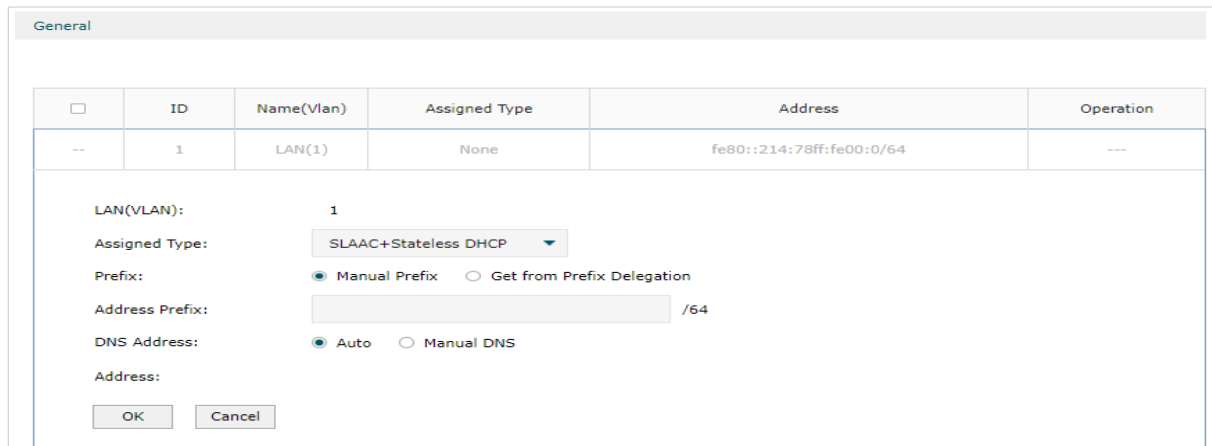 General
ID Name(Vlan) Assigned Type Address Operation
-- 1 LAN(1) None fe80::214:78ff:fe00:0/64 ---
LAN(VLAN): 1
Assigned Type: SLAAC+Stateless DHCP
Prefix: Manual Prefix Get from Prefix Delegation
Address Prefix: /64
DNS Address: Auto Manual DNS
Address:
OK Cancel